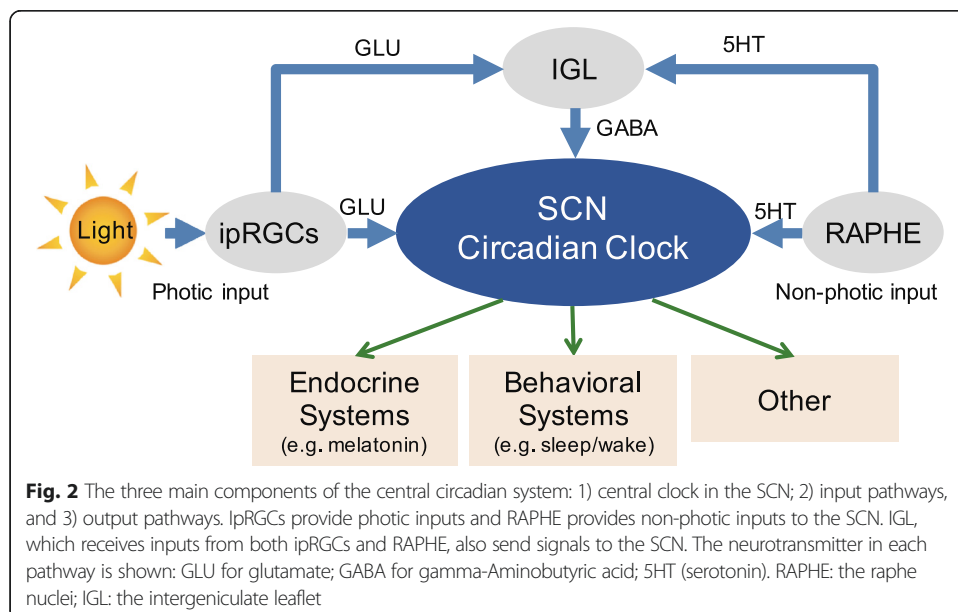 GLU
5HT
IGL
GABA
Light
ipRGCs
GLU
SCN
Circadian Clock
5HT
RAPHE
Photic input
Non-photic input
Endocrine
Systems
(e.g. melatonin)
Behavioral
Systems
(e.g. sleep/wake)
Other
Fig. 2 The three main components of the central circadian system: 1) central clock in the SCN; 2) input pathways,
and 3) output pathways. IpRGCs provide photic inputs and RAPHE provides non-photic inputs to the SCN. IGL,
which receives inputs from both ipRGCs and RAPHE, also send signals to the SCN. The neurotransmitter in each
pathway is shown: GLU for glutamate; GABA for gamma-Aminobutyric acid; 5HT (serotonin). RAPHE: the raphe
nuclei; IGL: the intergeniculate leaflet